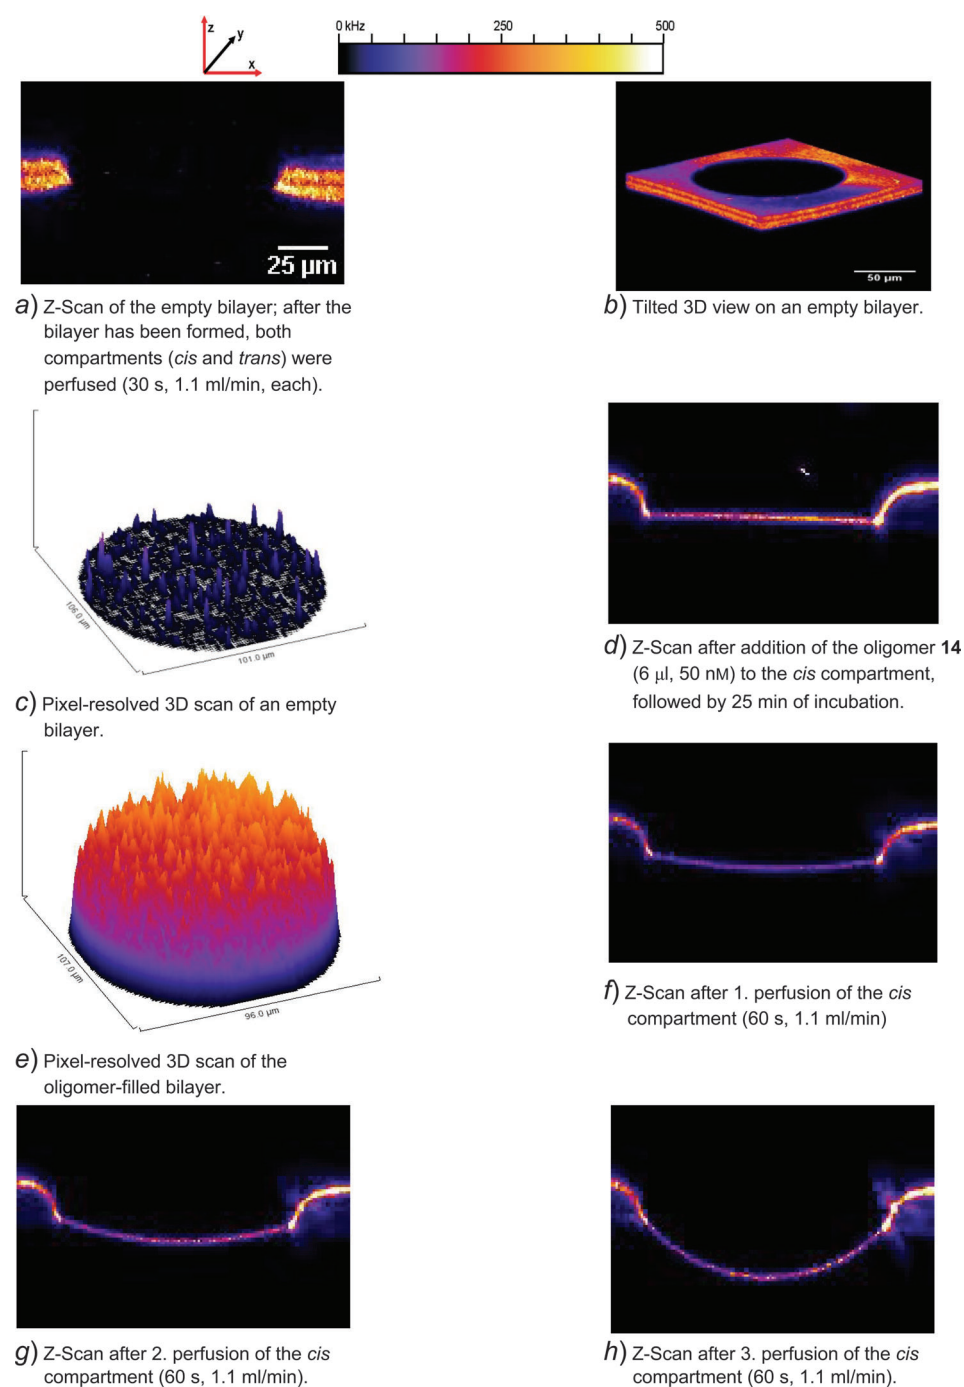 z
y
x
0 kHz 250 500
25 µm
50 µm
a) Z-Scan of the empty bilayer; after the
bilayer has been formed, both
compartments (cis and trans) were
perfused (30 s, 1.1 ml/min, each).
b) Tilted 3D view on an empty bilayer.
106.0 µm
101.0 µm
c) Pixel-resolved 3D scan of an empty
bilayer.
d) Z-Scan after addition of the oligomer 14
(6 µl, 50 nM) to the cis compartment,
followed by 25 min of incubation.
107.0 µm
96.0 µm
e) Pixel-resolved 3D scan of the
oligomer-filled bilayer.
f) Z-Scan after 1. perfusion of the cis
compartment (60 s, 1.1 ml/min)
g) Z-Scan after 2. perfusion of the cis
compartment (60 s, 1.1 ml/min).
h) Z-Scan after 3. perfusion of the cis
compartment (60 s, 1.1 ml/min).